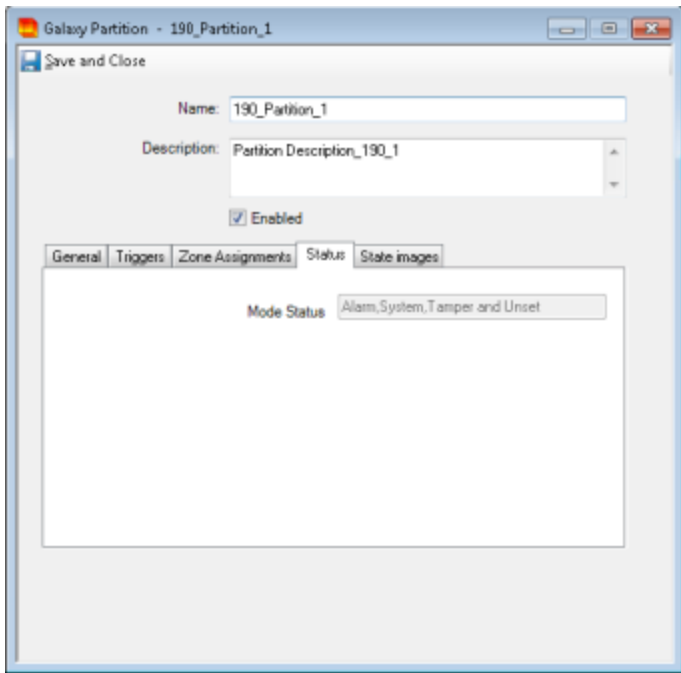 Galaxy Partition - 190_Partition_1
Save and Close
Name: 190_Partition_1
Description: Partition Description_190_1
Enabled
General Triggers Zone Assignments Status State images
Mode Status Alarm,System,Tamper and Unset